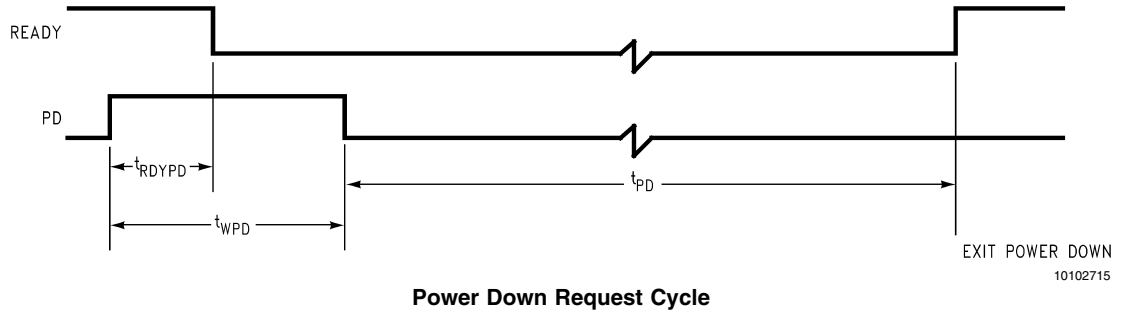 READY
PD
tRDYPD
tPD
tWPD
EXIT POWER DOWN
10102715
Power Down Request Cycle